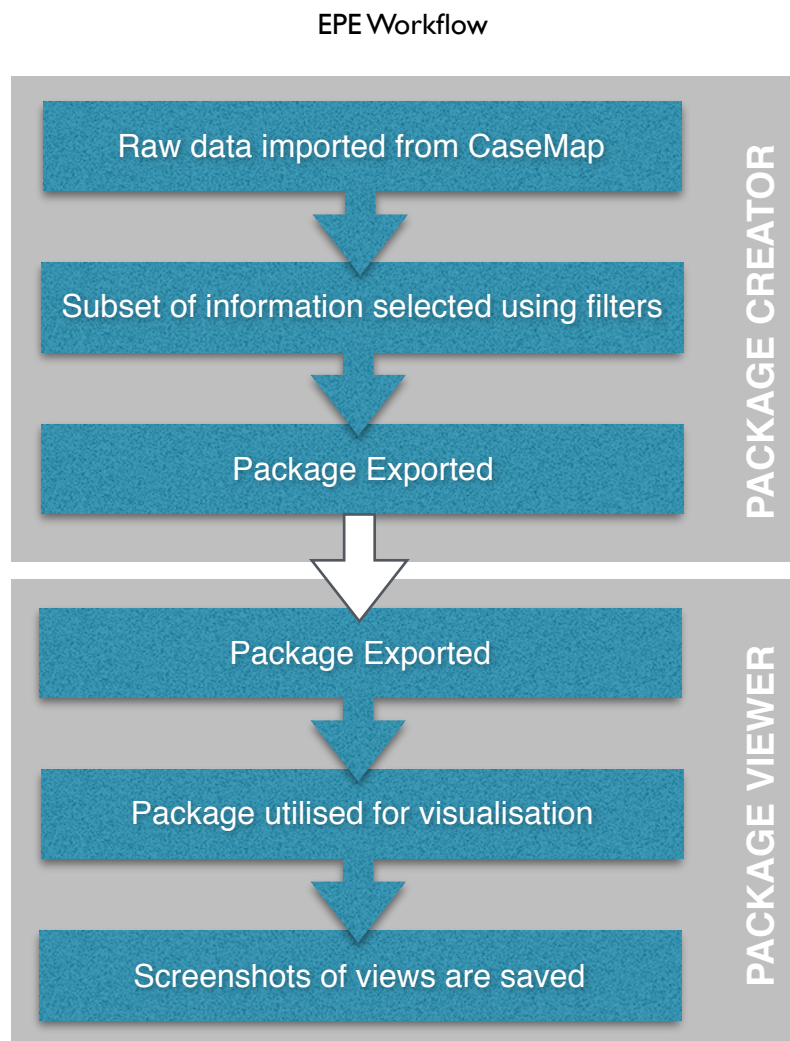 EPE Workflow
Raw data imported from CaseMap
Subset of information selected using filters
Package Exported
PACKAGE CREATOR
Package Exported
Package utilised for visualisation
Screenshots of views are saved
PACKAGE VIEWER